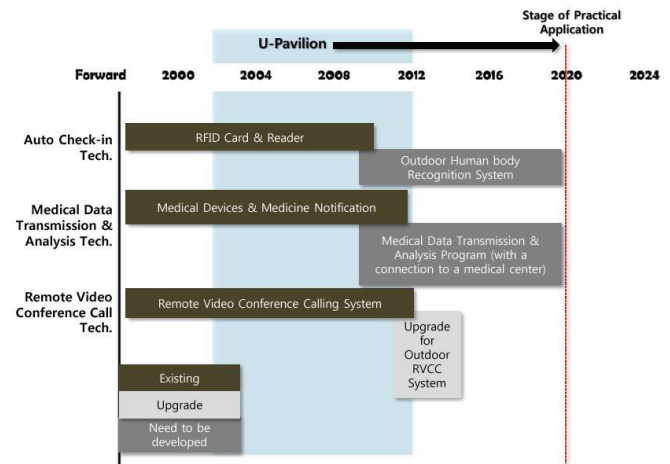 Stage of Practical
Application
U-Pavilion
Forward 2000 2004 2008 2012 2016 2020 2024
Auto Check-in
Tech.
RFID Card & Reader
Outdoor Human body
Recognition System
Medical Data
Transmission &
Analysis Tech.
Medical Devices & Medicine Notification
Medical Data Transmission &
Analysis Program (with a
connection to a medical center)
Remote Video
Conference Call
Tech.
Remote Video Conference Calling System
Upgrade
for
Outdoor
RVCC
System
Existing
Upgrade
Need to be
developed